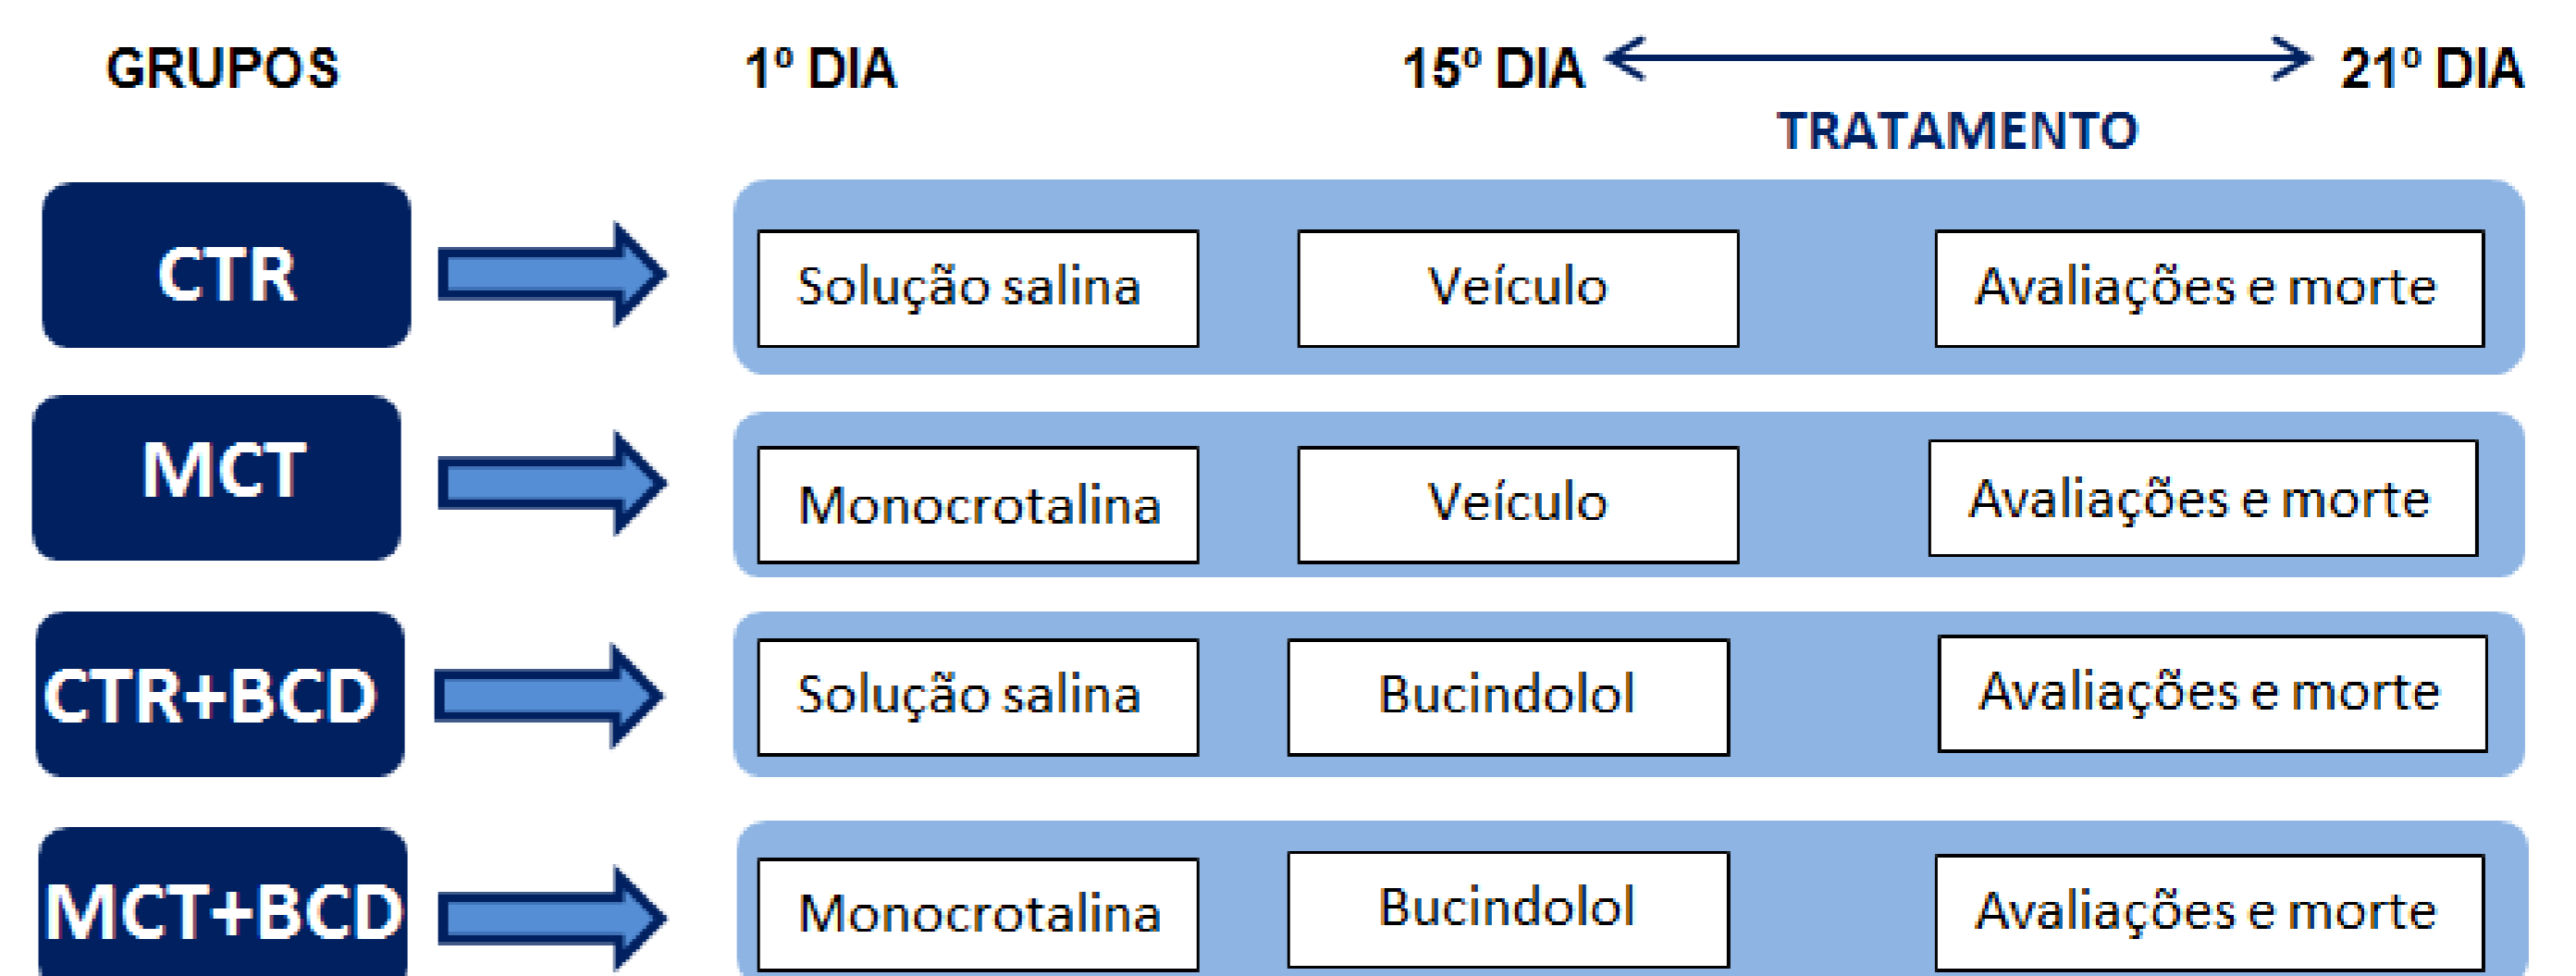 GRUPOS 1º DIA 15º DIA 21º DIA
TRATAMENTO
CTR Solução salina Veículo Avaliações e morte
MCT Monocrotalina Veículo Avaliações e morte
CTR+BCD Solução salina Bucindolol Avaliações e morte
MCT+BCD Monocrotalina Bucindolol Avaliações e morte